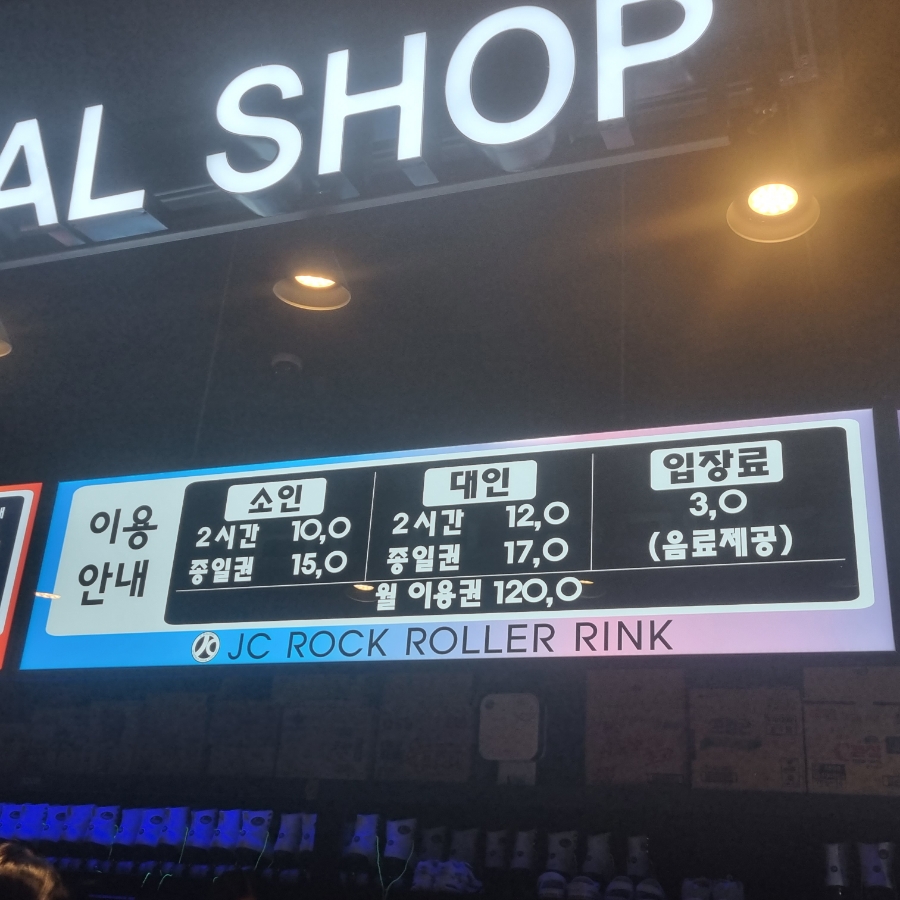 AL SHOP
이용
안내
소인
2시간 10,0
종일권 15,0
대인
2시간 12,0
종일권 17,0
입장료
3,0
(음료제공)
월 이용권 120,0
JC ROCK ROLLER RINK